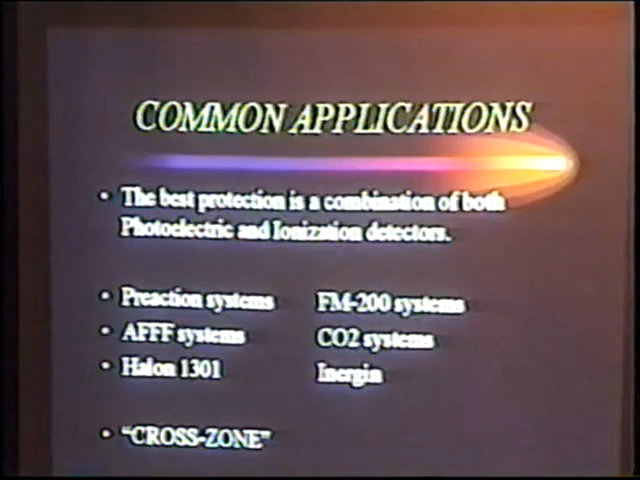 COMMON APPLICATIONS
• The best protection is a combination of both
Photoelectric and Ionization detectors.
• Preaction systems FM-200 systems
• AFFF systems CO2 systems
• Halon 1301 Inergin
• “CROSS-ZONE”